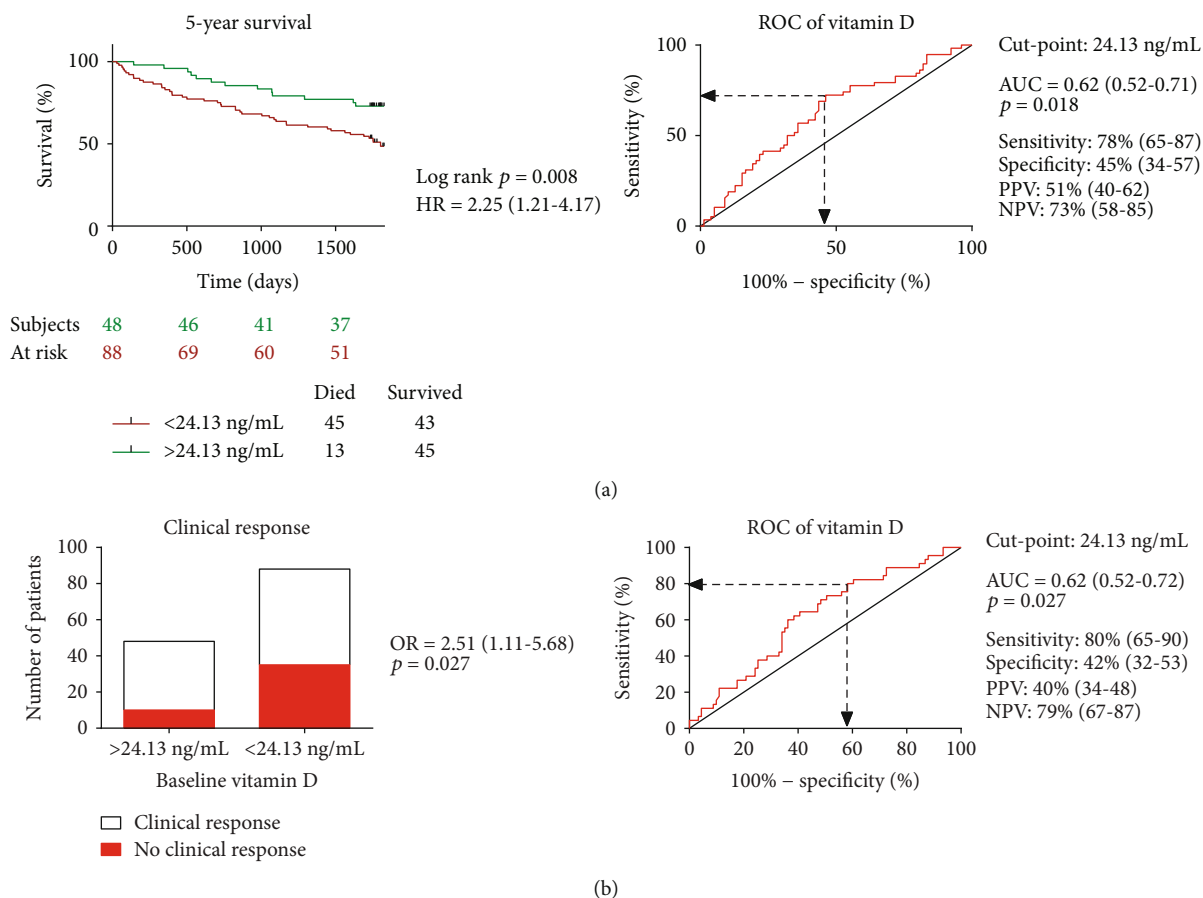 5-year survival
100
50
0
Survival (%)
0 500 1000 1500
Time (days)
Log rank p = 0.008
HR = 2.25 (1.21-4.17)
Subjects 48 46 41 37
At risk 88 69 60 51
Died Survived
<24.13 ng/mL 45 43
>24.13 ng/mL 13 45
ROC of vitamin D
100
50
0
Sensitivity (%)
0 50 100
100% − specificity (%)
Cut-point: 24.13 ng/mL
AUC = 0.62 (0.52-0.71)
p = 0.018
Sensitivity: 78% (65-87)
Specificity: 45% (34-57)
PPV: 51% (40-62)
NPV: 73% (58-85)
(a)
Clinical response
100
80
60
40
20
0
Number of patients
>24.13 ng/mL <24.13 ng/mL
Baseline vitamin D
OR = 2.51 (1.11-5.68)
p = 0.027
Clinical response
No clinical response
ROC of vitamin D
100
80
60
40
20
0
Sensitivity (%)
0 20 40 60 80 100
100% − specificity (%)
Cut-point: 24.13 ng/mL
AUC = 0.62 (0.52-0.72)
p = 0.027
Sensitivity: 80% (65-90)
Specificity: 42% (32-53)
PPV: 40% (34-48)
NPV: 79% (67-87)
(b)